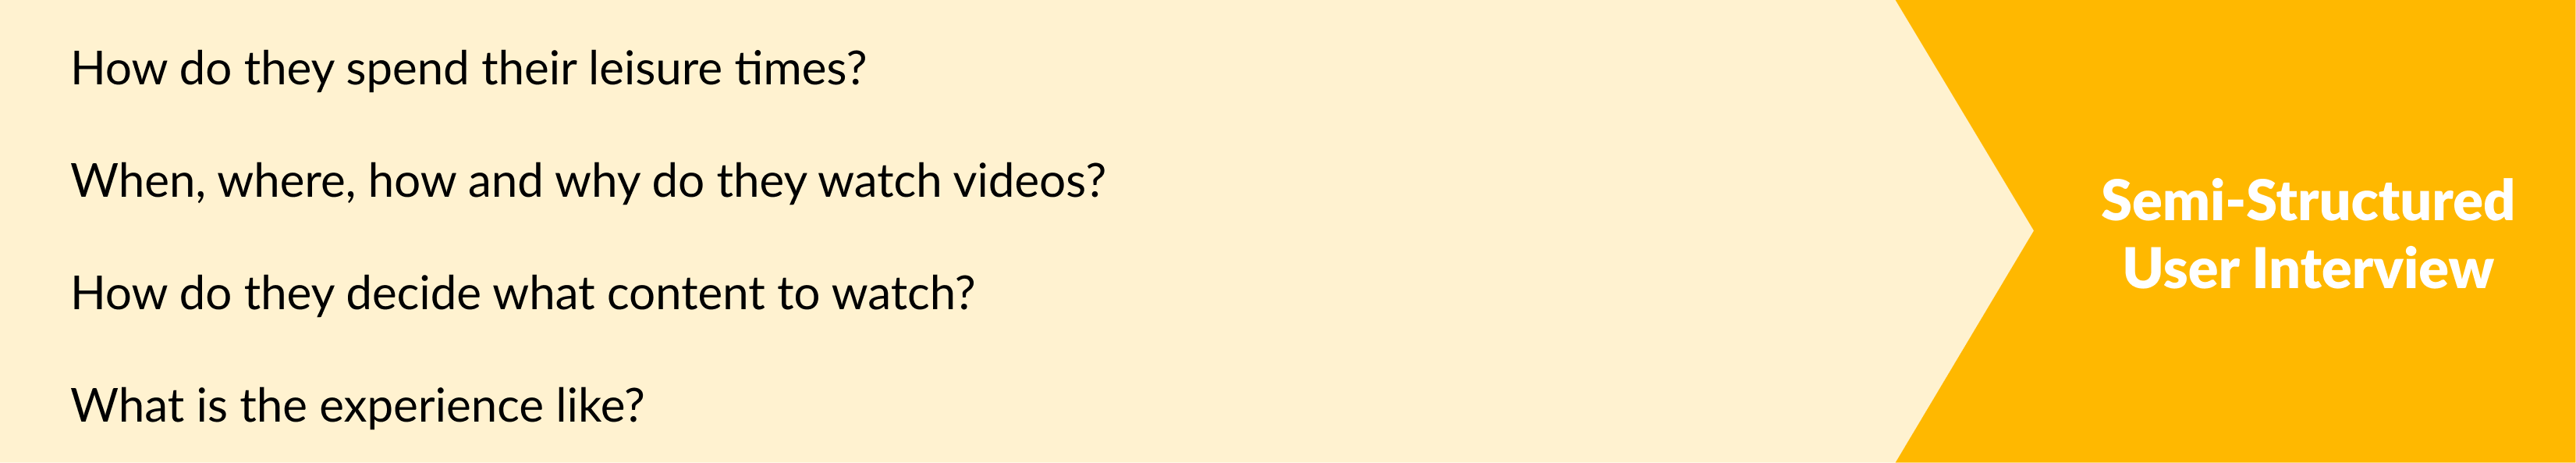 How do they spend their leisure times?
When, where, how and why do they watch videos?
How do they decide what content to watch?
What is the experience like?
Semi-Structured
User Interview